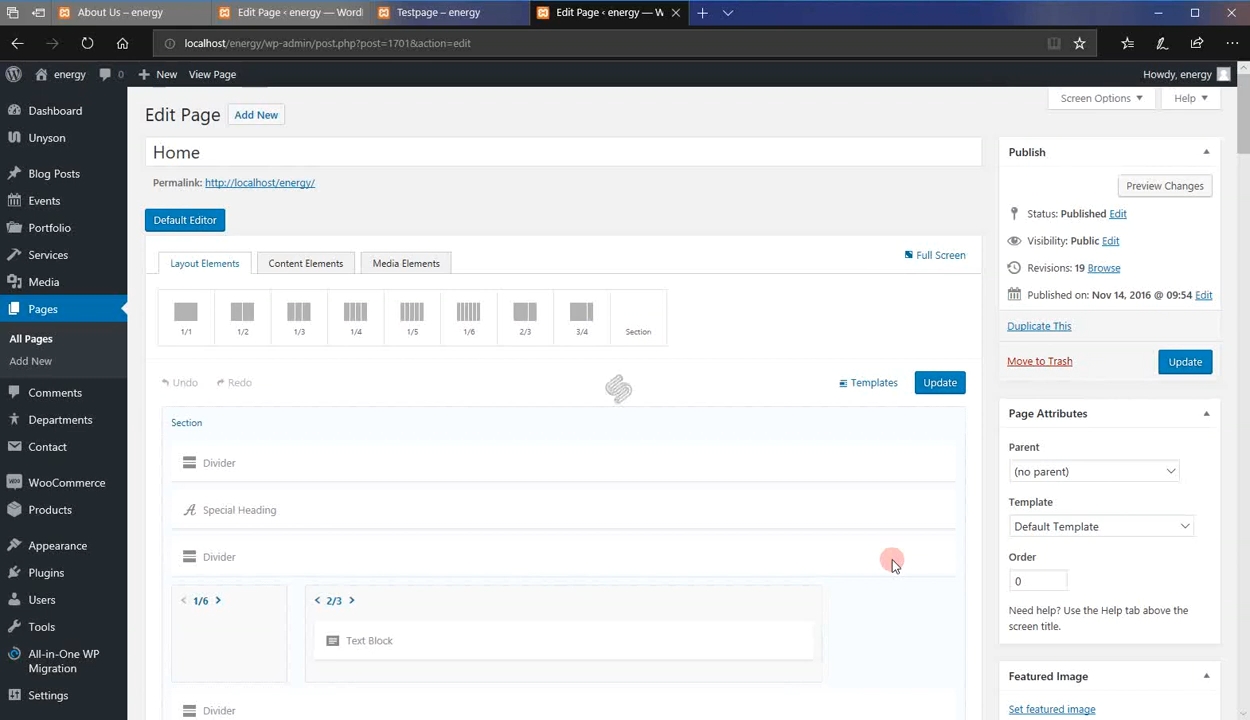 About Us – energy
Edit Page ‹ energy — Wordl
Testpage – energy
Edit Page ‹ energy — W
localhost/energy/wp-admin/post.php?post=1701&action=edit
energy
0
New
View Page
Howdy, energy
Dashboard
Unyson
Blog Posts
Events
Portfolio
Services
Media
Pages
All Pages
Add New
Comments
Departments
Contact
WooCommerce
Products
Appearance
Plugins
Users
Tools
All-in-One WP
Migration
Settings
Screen Options
Help
Edit Page
Add New
Home
Permalink: http://localhost/energy/
Default Editor
Layout Elements
Content Elements
Media Elements
Full Screen
1/1
1/2
1/3
1/4
1/5
1/6
2/3
3/4
Section
Undo
Redo
Templates
Update
Section
Divider
Special Heading
Divider
1/6
2/3
Text Block
Divider
Publish
Preview Changes
Status: Published Edit
Visibility: Public Edit
Revisions: 19 Browse
Published on: Nov 14, 2016 @ 09:54 Edit
Duplicate This
Move to Trash
Update
Page Attributes
Parent
(no parent)
Template
Default Template
Order
0
Need help? Use the Help tab above the
screen title.
Featured Image
Set featured image